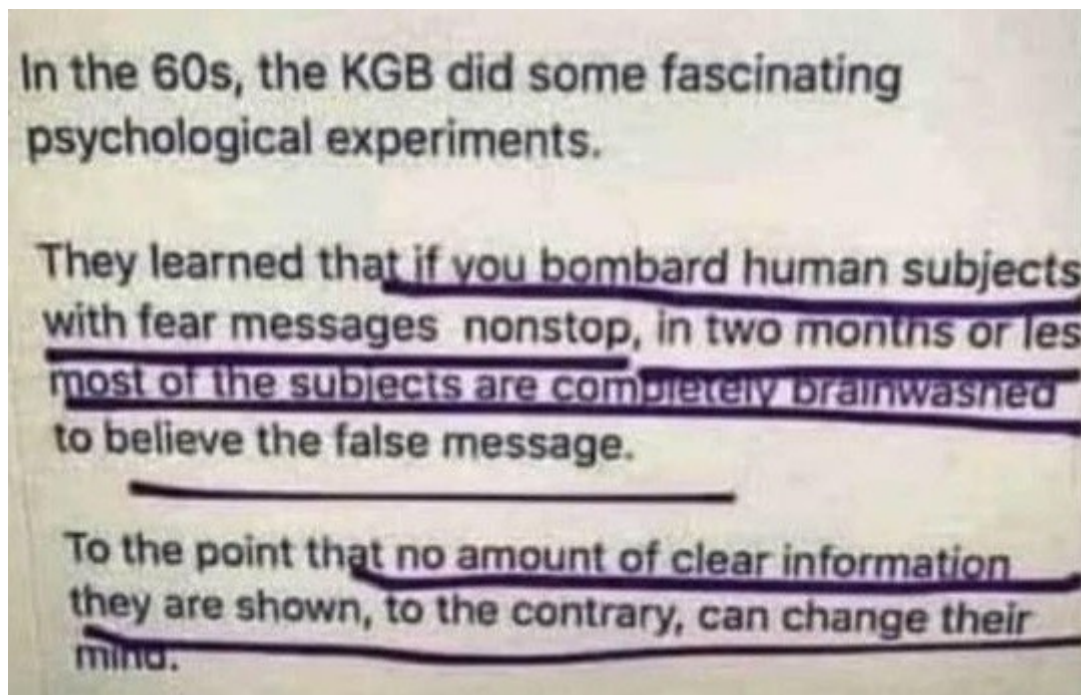 In the 60s, the KGB did some fascinating
psychological experiments.
They learned that if you bombard human subjects
with fear messages nonstop, in two months or les
most of the subjects are completely brainwashed
to believe the false message.
To the point that no amount of clear information
they are shown, to the contrary, can change their
mind.